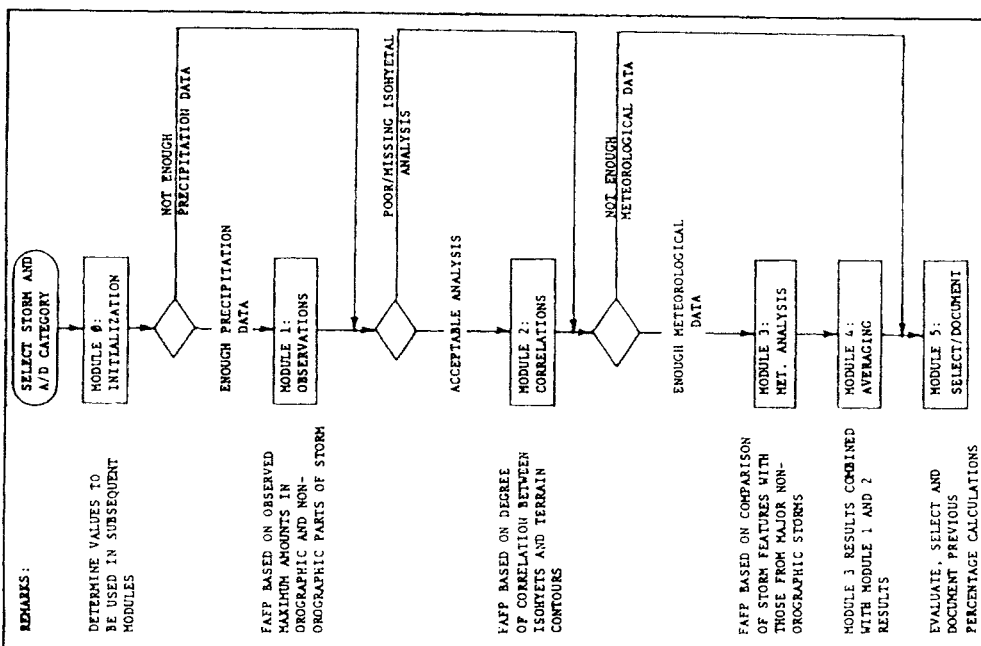 REMARKS:
SELECT STORM AND
A/D CATEGORY
DETERMINE VALUES TO
BE USED IN SUBSEQUENT
MODULES
MODULE 0:
INITIALIZATION
NOT ENOUGH
PRECIPITATION DATA
ENOUGH PRECIPITATION
DATA
FAFP BASED ON OBSERVED
MAXIMUM AMOUNTS IN
OROGRAPHIC AND NON-
OROGRAPHIC PARTS OF STORM
MODULE 1:
OBSERVATIONS
POOR/MISSING ISOHYETAL
ANALYSIS
ACCEPTABLE ANALYSIS
FAFP BASED ON DEGREE
OF CORRELATION BETWEEN
ISOHYETS AND TERRAIN
CONTOURS
MODULE 2:
CORRELATIONS
NOT ENOUGH
METEOROLOGICAL DATA
ENOUGH METEOROLOGICAL
DATA
FAFP BASED ON COMPARISON
OF STORM FEATURES WITH
THOSE FROM MAJOR NON-
OROGRAPHIC STORMS
MODULE 3:
MET. ANALYSIS
MODULE 3 RESULTS COMBINED
WITH MODULE 1 AND 2
RESULTS
MODULE 4:
AVERAGING
EVALUATE, SELECT AND
DOCUMENT PREVIOUS
PERCENTAGE CALCULATIONS
MODULE 5:
SELECT/DOCUMENT